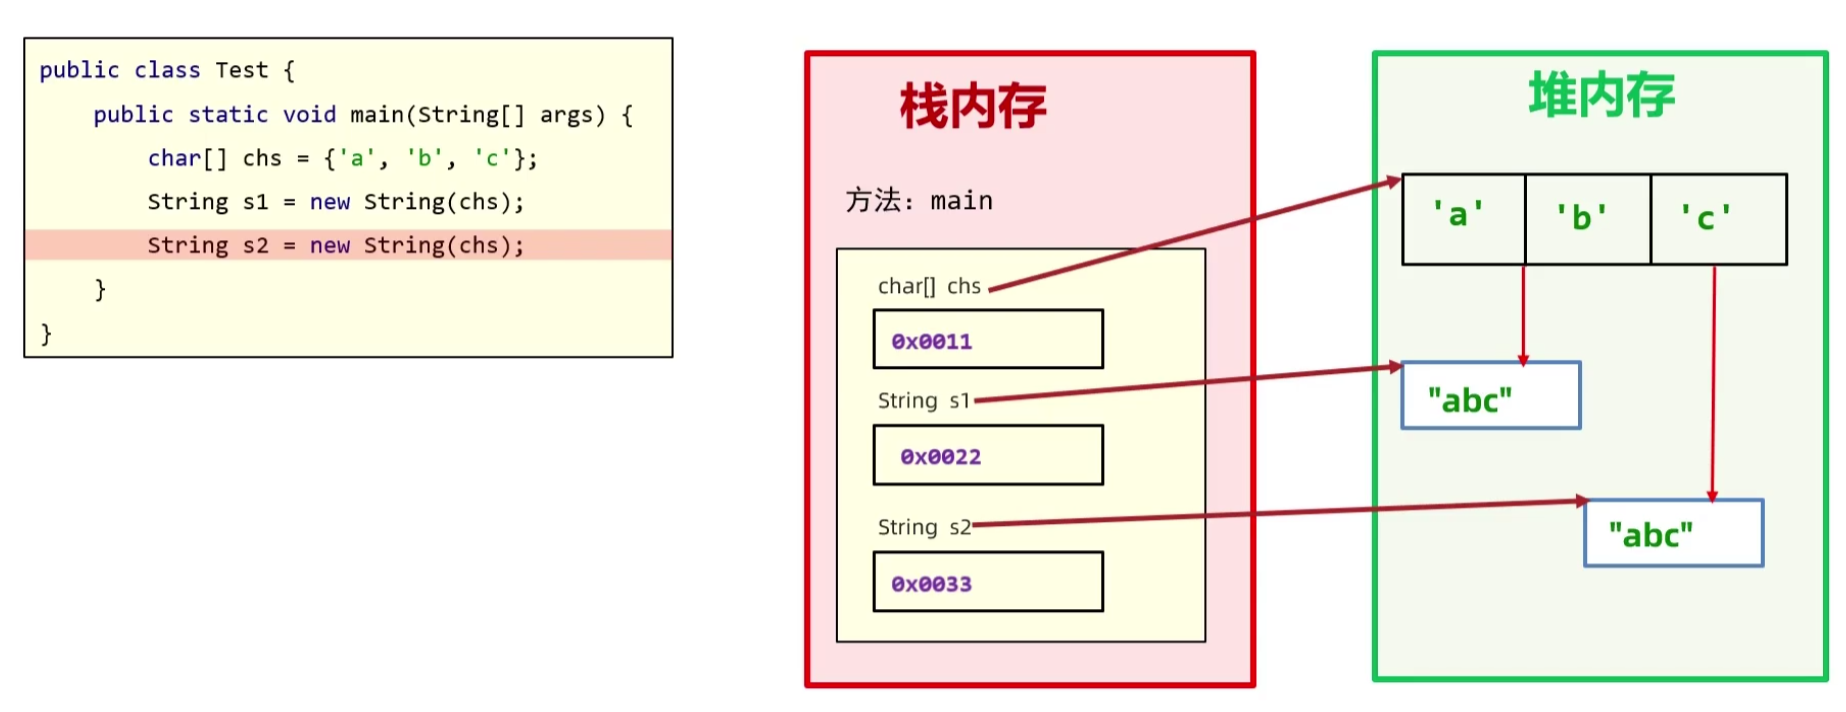 public class Test {
public static void main(String[] args) {
char[] chs = {'a', 'b', 'c'};
String s1 = new String(chs);
String s2 = new String(chs);
}
}
栈内存
方法：main
char[] chs
0x0011
String s1
0x0022
String s2
0x0033
堆内存
'a' 'b' 'c'
"abc"
"abc"